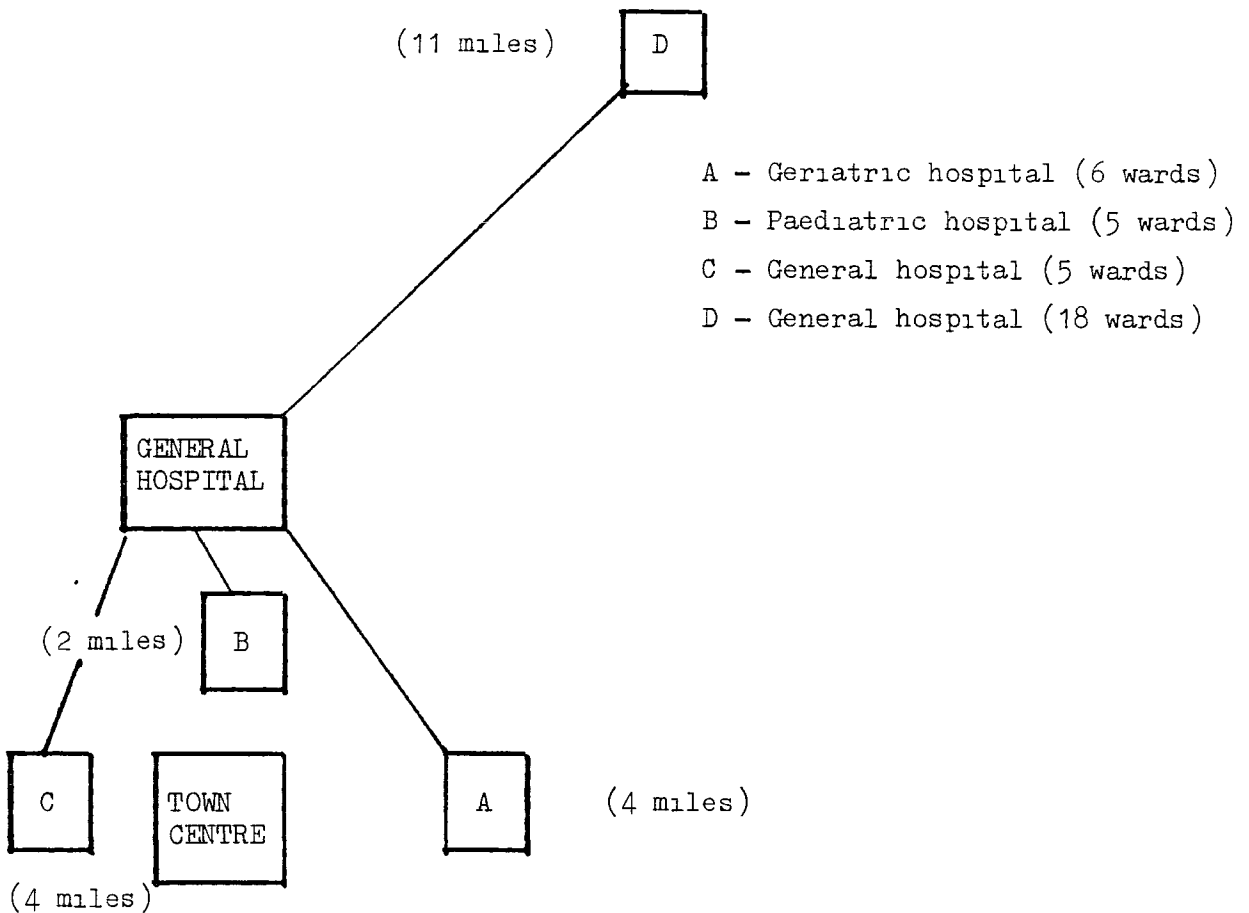 (11 miles)
D
A - Geriatric hospital (6 wards)
B - Paediatric hospital (5 wards)
C - General hospital (5 wards)
D - General hospital (18 wards)
GENERAL
HOSPITAL
(2 miles)
B
C
TOWN
CENTRE
A
(4 miles)
(4 miles)